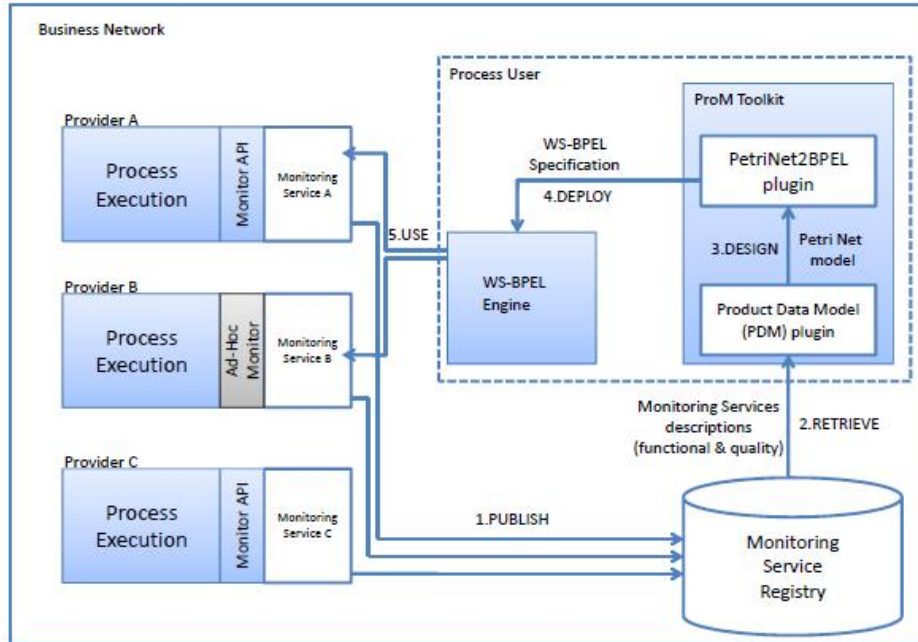 Business Network
Process User
ProM Toolkit
Provider A
Process
Execution
Monitor API
Monitoring
Service A
WS-BPEL
Specification
4.DEPLOY
PetriNet2BPEL
plugin
5.USE
3.DESIGN
Petri Net
model
Provider B
Process
Execution
Ad-Hoc
Monitor
Monitoring
Service B
WS-BPEL
Engine
Product Data Model
(PDM) plugin
Monitoring Services
descriptions
(functional & quality)
2.RETRIEVE
Provider C
Process
Execution
Monitor API
Monitoring
Service C
1.PUBLISH
Monitoring
Service
Registry